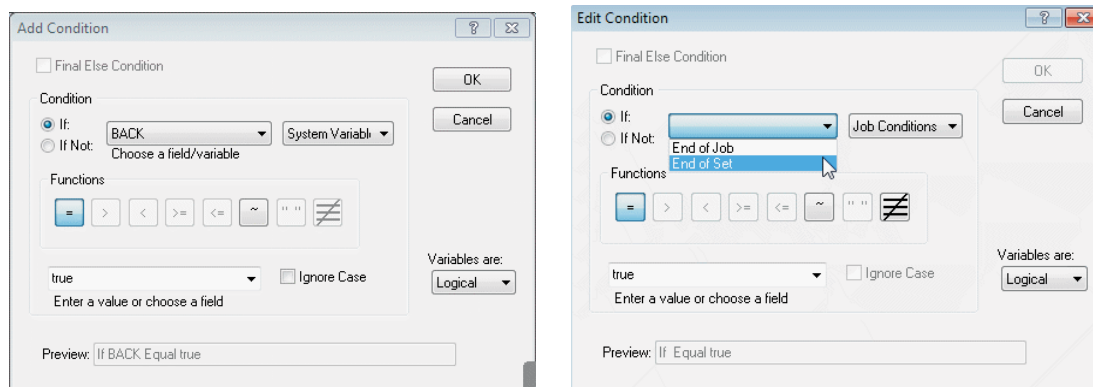 Add Condition
Final Else Condition
OK
Condition
Cancel
If:
BACK
System Variabl
If Not:
Choose a field/variable
Functions
= > < >= <= ~ " " ≠
true
Ignore Case
Variables are:
Logical
Enter a value or choose a field
Preview: If BACK Equal true
Edit Condition
Final Else Condition
OK
Condition
Cancel
If:
Job Conditions
If Not:
End of Job
End of Set
Functions
= > < >= <= ~ " " ≠
true
Ignore Case
Variables are:
Logical
Enter a value or choose a field
Preview: If Equal true